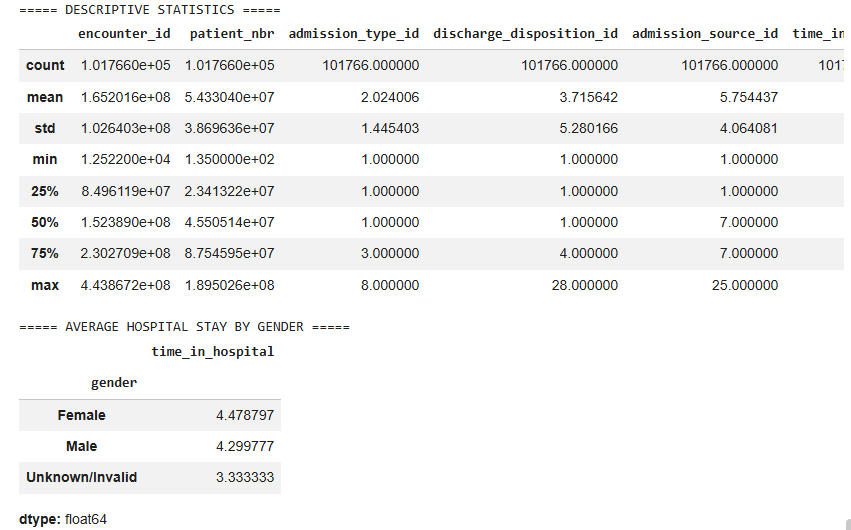 ===== DESCRIPTIVE STATISTICS =====
encounter_id patient_nbr admission_type_id discharge_disposition_id admission_source_id time_in
count 1.017660e+05 1.017660e+05 101766.000000 101766.000000 101766.000000 1017
mean 1.652016e+08 5.433040e+07 2.024006 3.715642 5.754437
std 1.026403e+08 3.869636e+07 1.445403 5.280166 4.064081
min 1.252200e+04 1.350000e+02 1.000000 1.000000 1.000000
25% 8.496119e+07 2.341322e+07 1.000000 1.000000 1.000000
50% 1.523890e+08 4.550514e+07 1.000000 1.000000 7.000000
75% 2.302709e+08 8.754595e+07 3.000000 4.000000 7.000000
max 4.438672e+08 1.895026e+08 8.000000 28.000000 25.000000
===== AVERAGE HOSPITAL STAY BY GENDER =====
time_in_hospital
gender
Female 4.478797
Male 4.299777
Unknown/Invalid 3.333333
dtype: float64